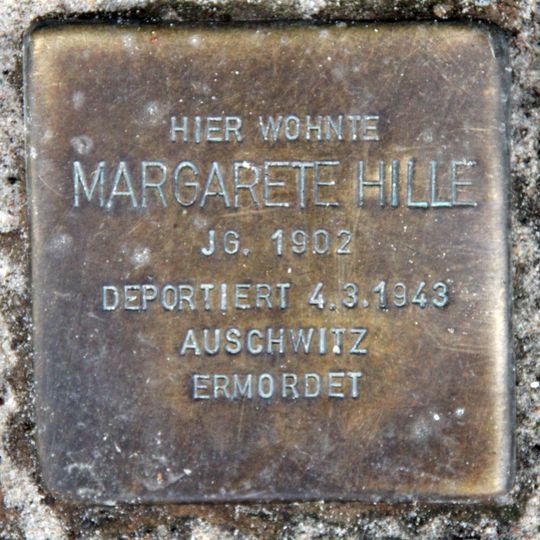 HIER WOHNTE
MARGARETE HILLE
JG. 1902
DEPORTIERT 4.3.1943
AUSCHWITZ
ERMORDET